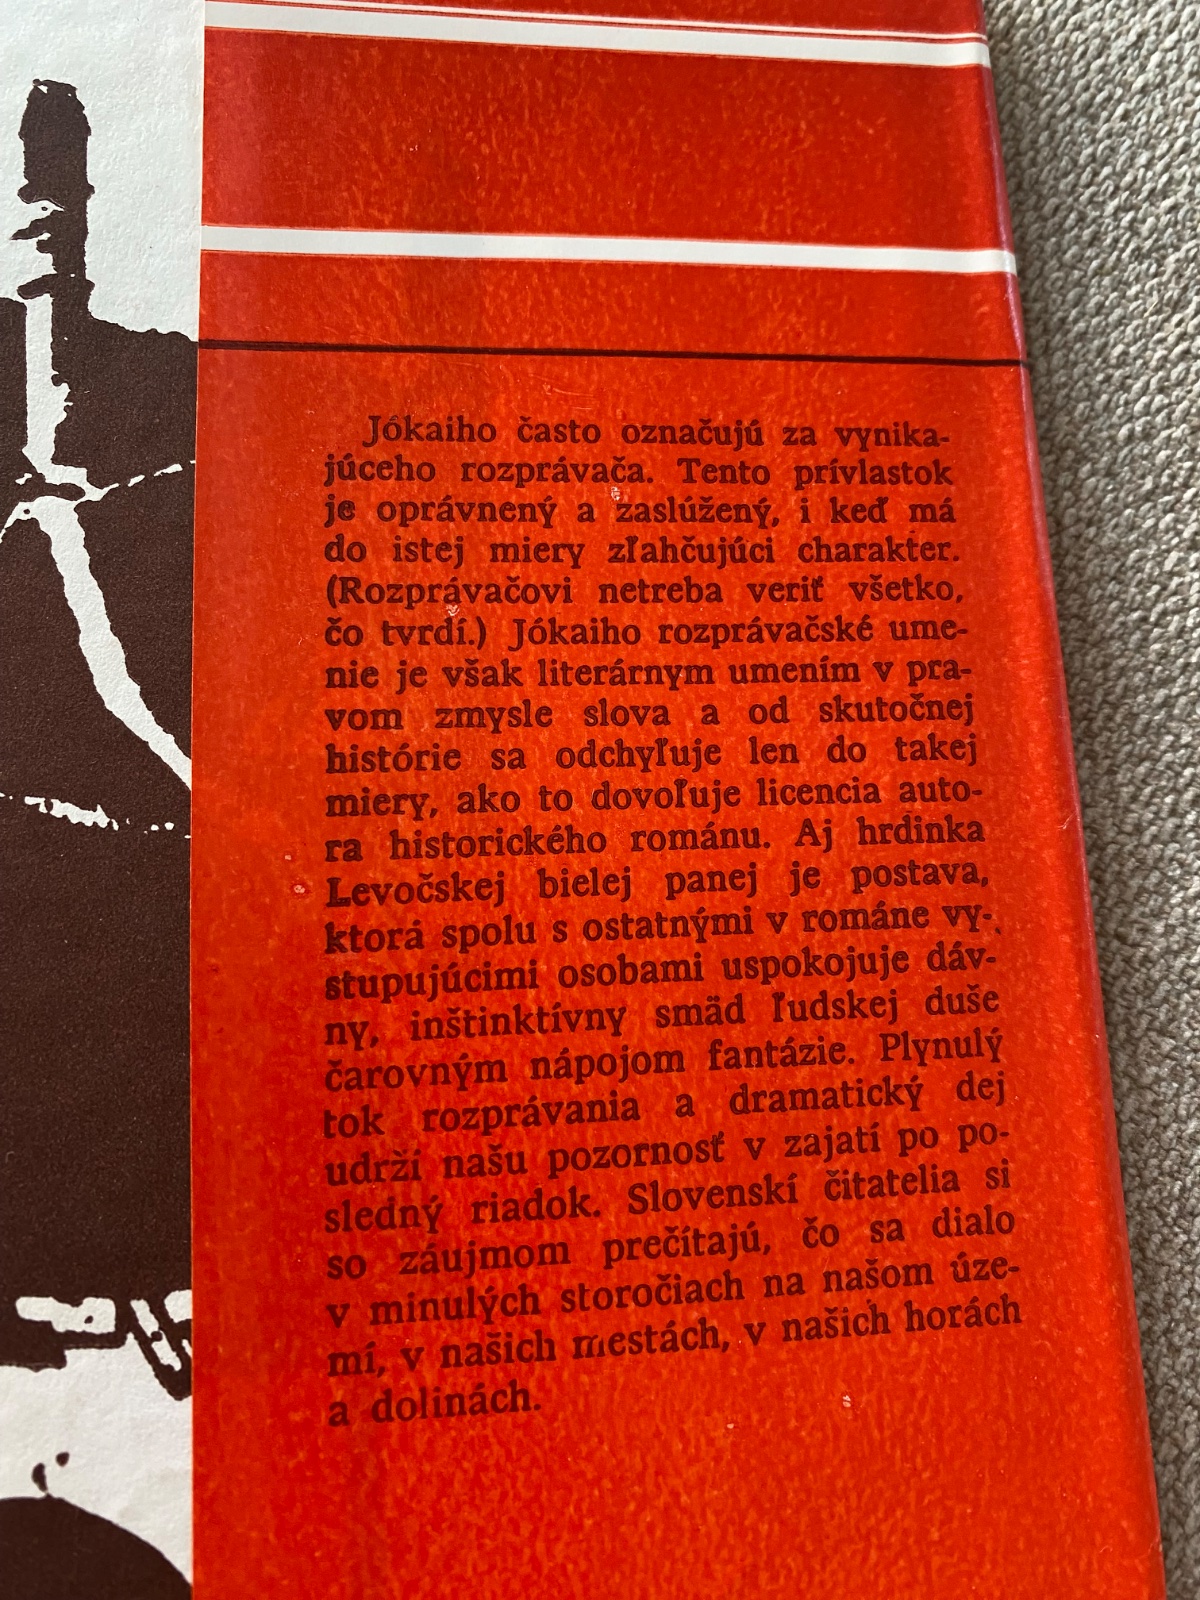 Jókaiho často označujú za vynika-
júceho rozprávača. Tento prívlastok
je oprávnený a zaslúžený, i keď má
do istej miery zľahčujúci charakter.
(Rozprávačovi netreba veriť všetko,
čo tvrdí.) Jókaiho rozprávačské ume-
nie je však literárnym umením v pra-
vom zmysle slova a od skutočnej
histórie sa odchyľuje len do takej
miery, ako to dovoľuje licencia auto-
ra historického románu. Aj hrdinka
Levočskej bielej panej je postava,
ktorá spolu s ostatnými v románe vy-
stupujúcimi osobami uspokojuje dáv-
ny, inštinktívny smäd ľudskej duše
čarovným nápojom fantázie. Plynulý
tok rozprávania a dramatický dej
udrží našu pozornosť v zajatí po po-
sledný riadok. Slovenskí čitatelia si
so záujmom prečítajú, čo sa dialo
v minulých storočiach na našom úze-
mí, v našich mestách, v našich horách
a dolinách.